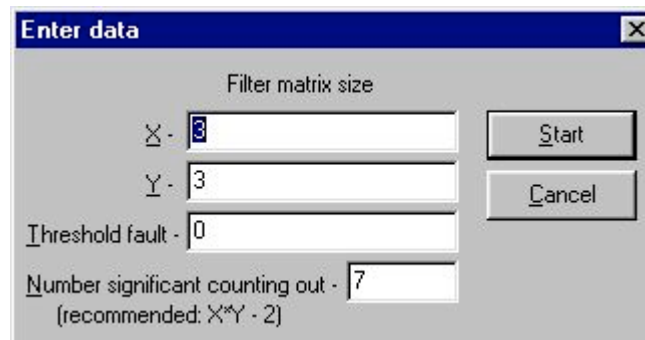 Enter data
Filter matrix size
X - 3
Start
Y - 3
Cancel
Threshold fault - 0
Number significant counting out - 7
(recommended: X*Y - 2)